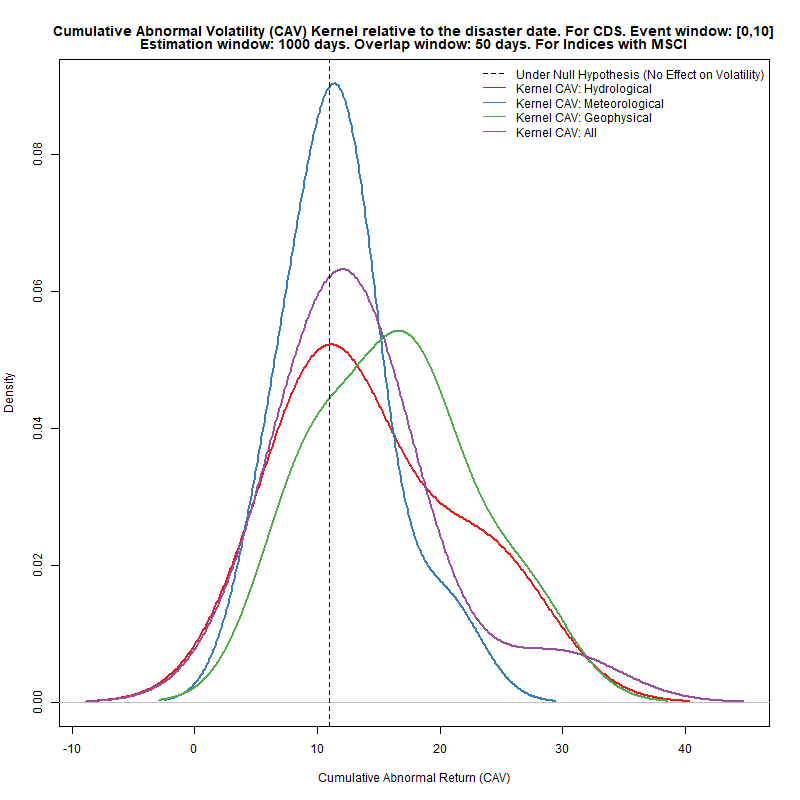 Cumulative Abnormal Volatility (CAV) Kernel relative to the disaster date. For CDS. Event window: [0,10]
Estimation window: 1000 days. Overlap window: 50 days. For Indices with MSCI
Under Null Hypothesis (No Effect on Volatility)
Kernel CAV: Hydrological
Kernel CAV: Meteorological
Kernel CAV: Geophysical
Kernel CAV: All
Density
0.08
0.06
0.04
0.02
0.00
-10 0 10 20 30 40
Cumulative Abnormal Return (CAV)